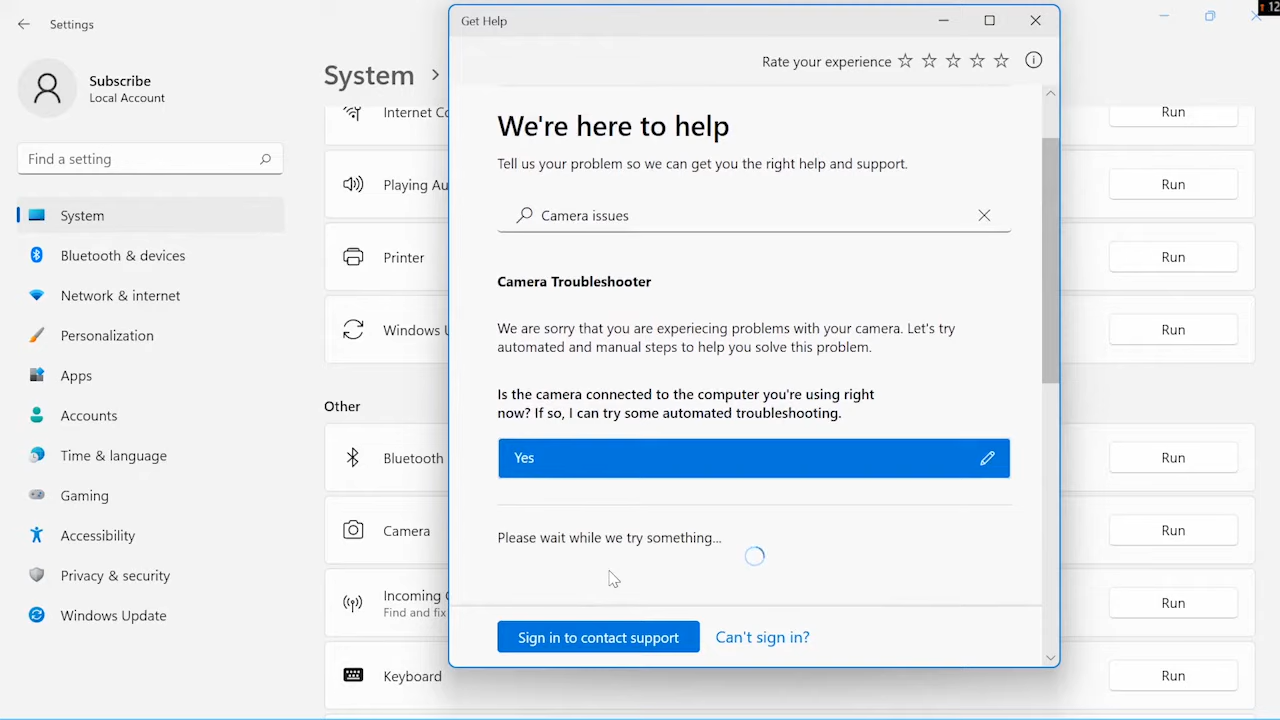 Settings
Subscribe
Local Account
Find a setting
System
Bluetooth & devices
Network & internet
Personalization
Apps
Accounts
Time & language
Gaming
Accessibility
Privacy & security
Windows Update
System >
Internet Co
Run
Playing Au
Run
Printer
Run
Windows U
Run
Other
Bluetooth
Run
Camera
Run
Incoming C
Find and fix
Run
Keyboard
Run
Get Help
Rate your experience
We're here to help
Tell us your problem so we can get you the right help and support.
Camera issues
Camera Troubleshooter
We are sorry that you are experiecing problems with your camera. Let's try
automated and manual steps to help you solve this problem.
Is the camera connected to the computer you're using right
now? If so, I can try some automated troubleshooting.
Yes
Please wait while we try something...
Sign in to contact support
Can't sign in?
12